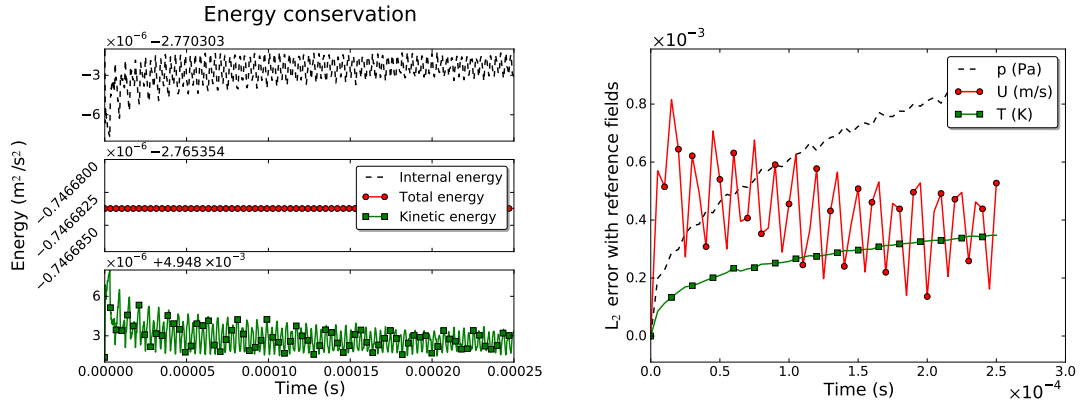 Energy conservation
×10⁻⁶ −2.770303
−3
−6
×10⁻⁶ −2.765354
−0.7466800
−0.7466825
−0.7466850
Internal energy
Total energy
Kinetic energy
×10⁻⁶ +4.948 ×10⁻³
6
3
0.00000 0.00005 0.00010 0.00015 0.00020 0.00025
Time (s)
Energy (m²/s²)
×10⁻³
0.8
0.6
0.4
0.2
0.0
p (Pa)
U (m/s)
T (K)
0.0 0.5 1.0 1.5 2.0 2.5 3.0
Time (s)
×10⁻⁴
L₂ error with reference fields